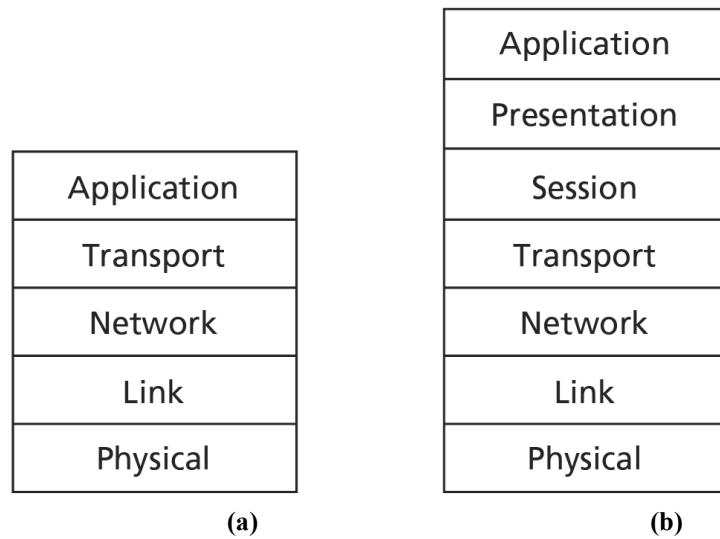 Application
Transport
Network
Link
Physical
(a)
Application
Presentation
Session
Transport
Network
Link
Physical
(b)